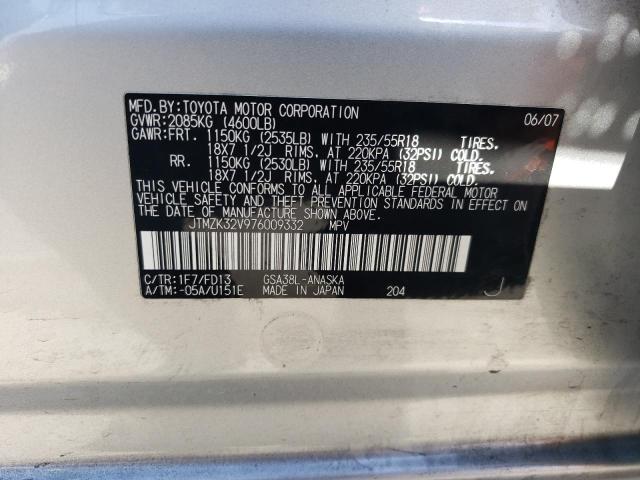 MFD.BY:TOYOTA MOTOR CORPORATION 06/07
GVWR:2085KG (4600LB)
GAWR:FRT. 1150KG (2535LB) WITH 235/55R18 TIRES.
18X7 1/2J RIMS. AT 220KPA (32PSI) COLD.
RR. 1150KG (2530LB) WITH 235/55R18 TIRES.
18X7 1/2J RIMS. AT 220KPA (32PSI) COLD.
THIS VEHICLE CONFORMS TO ALL APPLICABLE FEDERAL MOTOR
VEHICLE SAFETY AND THEFT PREVENTION STANDARDS IN EFFECT
ON THE DATE OF MANUFACTURE SHOWN ABOVE.
JTMZK32V976009332 MPV
C/TR:1F7/FD13 GSA38L-ANASKA
A/TM:-05A/U151E MADE IN JAPAN 204 J